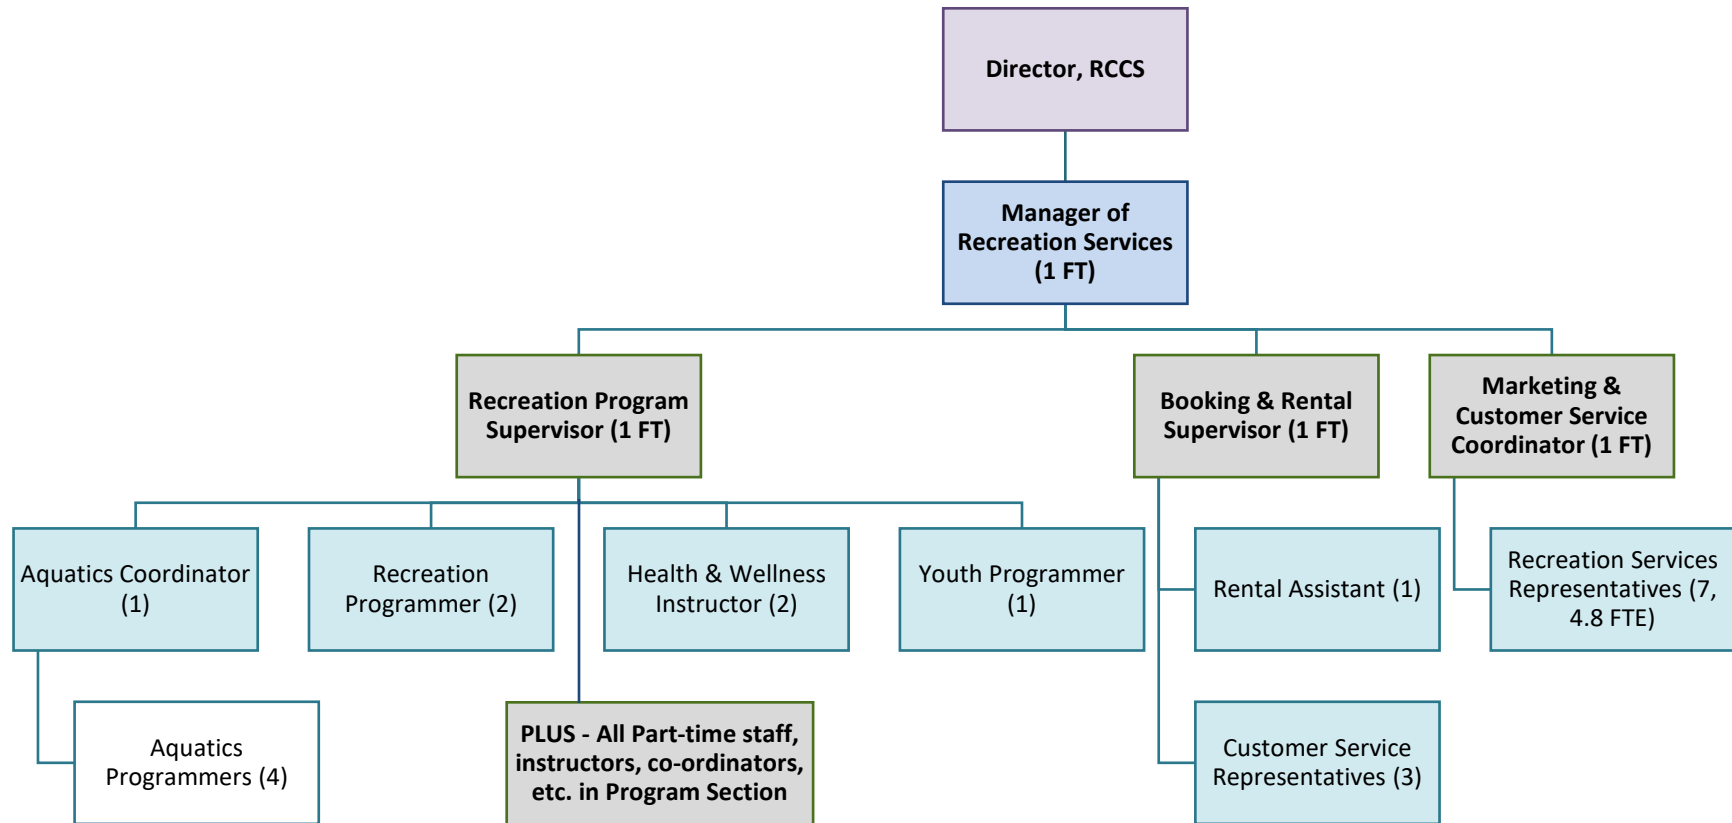 Director, RCCS
Manager of
Recreation Services
(1 FT)
Recreation Program
Supervisor (1 FT)
Booking & Rental
Supervisor (1 FT)
Marketing &
Customer Service
Coordinator (1 FT)
Aquatics Coordinator
(1)
Recreation
Programmer (2)
Health & Wellness
Instructor (2)
Youth Programmer
(1)
Rental Assistant (1)
Recreation Services
Representatives (7,
4.8 FTE)
Aquatics
Programmers (4)
PLUS - All Part-time staff,
instructors, co-ordinators,
etc. in Program Section
Customer Service
Representatives (3)